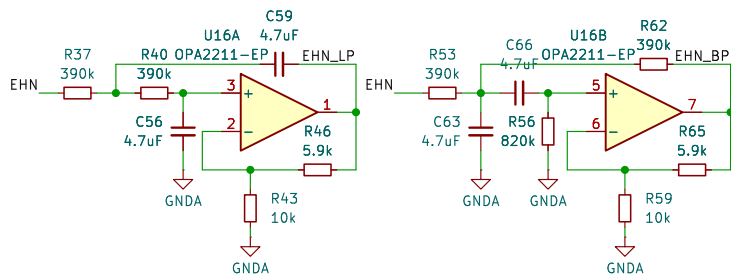 C59
4.7uF
U16A
OPA2211-EP
R37
390k
R40
390k
EHN_LP
EHN
3
1
2
C56
4.7uF
R46
5.9k
R43
10k
GNDA
GNDA
R62
390k
U16B
OPA2211-EP
C66
4.7uF
R53
390k
EHN_BP
EHN
5
7
6
C63
4.7uF
R56
820k
R65
5.9k
R59
10k
GNDA
GNDA
GNDA